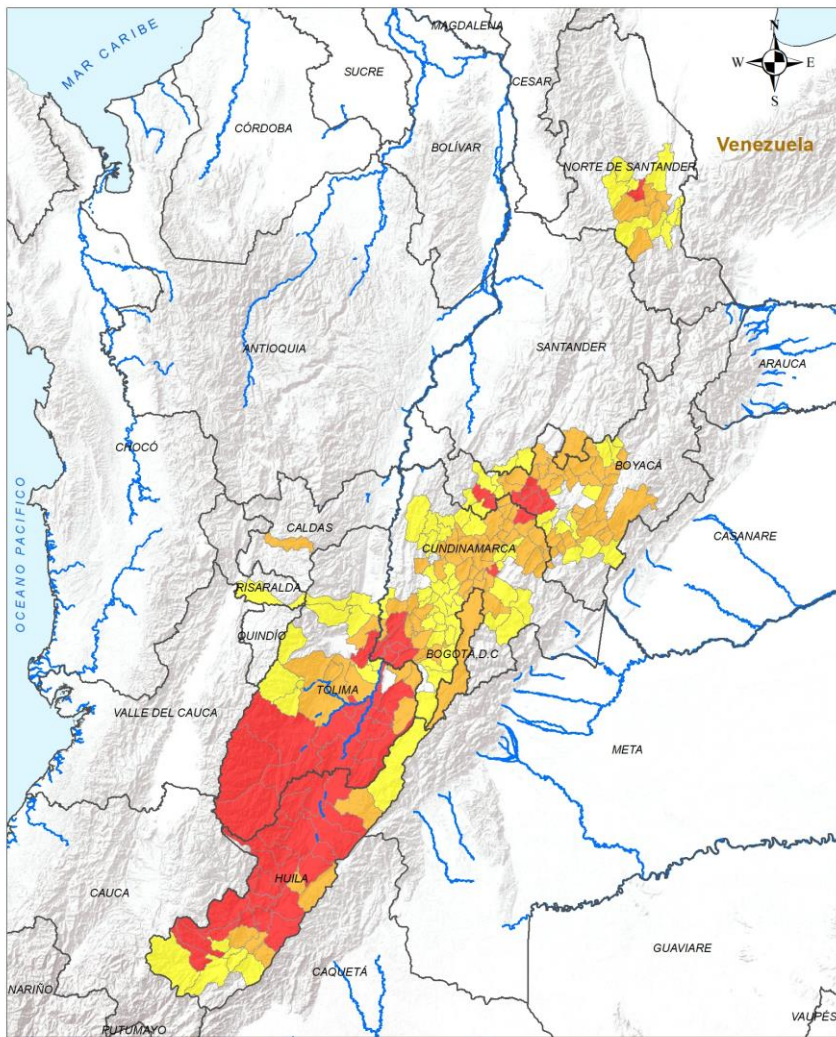 MAGDALENA
N
MAR CARIBE
W E
SUCRE
CESAR
S
CÓRDOBA
BOLÍVAR
Venezuela
NORTE DE SANTANDER
ANTIOQUIA
SANTANDER
ARAUCA
CHOCÓ
BOYACÁ
CALDAS
CASANARE
CUNDINAMARCA
OCEANO PACIFICO
RISARALDA
QUINDÍO
BOGOTÁ, D.C
TOLIMA
VALLE DEL CAUCA
META
HUILA
CAUCA
GUAVIARE
CAQUETÁ
NARIÑO
PUTUMAYO
VAUPÉS